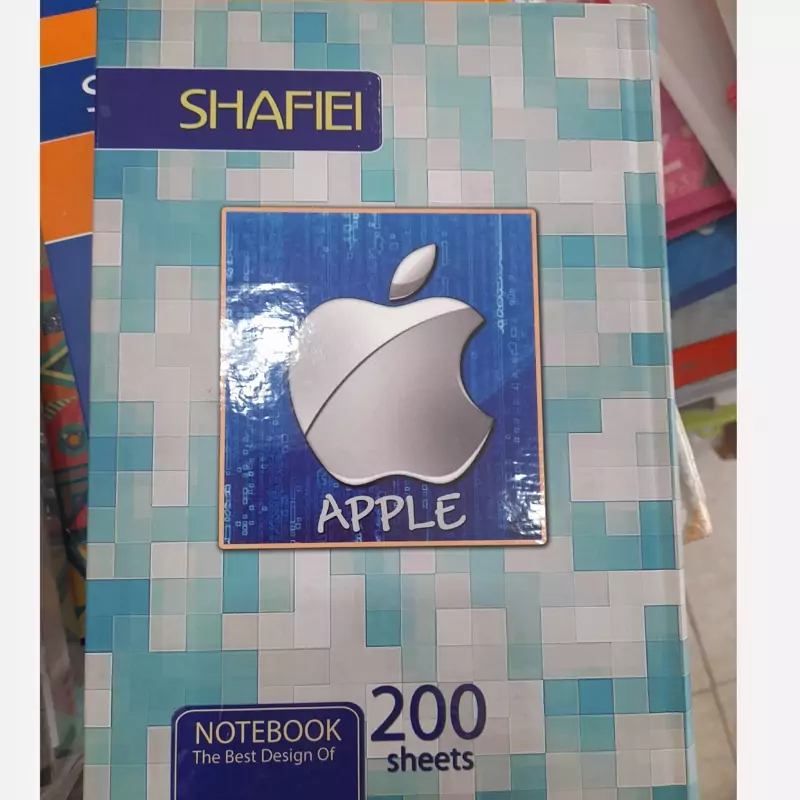 SHAFIEI
APPLE
NOTEBOOK
The Best Design Of
200
sheets